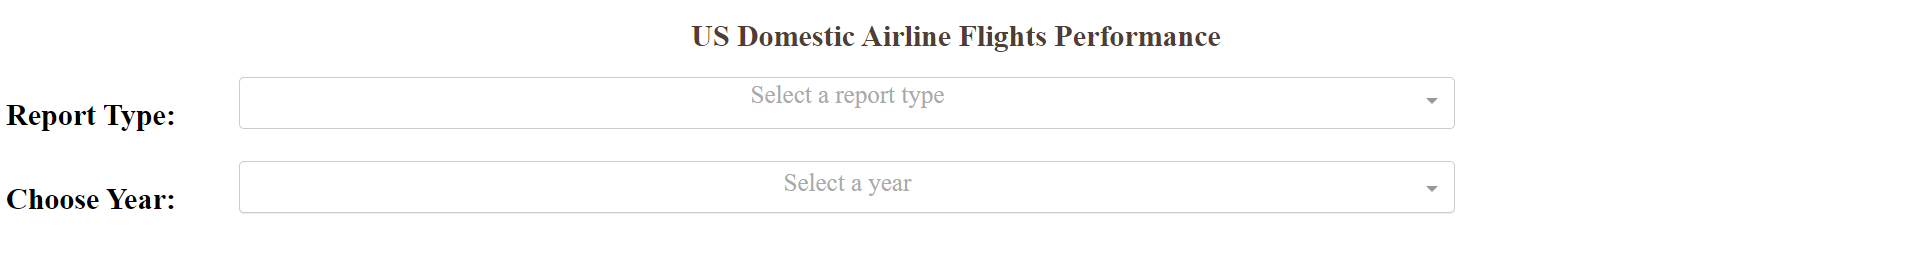 US Domestic Airline Flights Performance
Report Type:
Select a report type
Choose Year:
Select a year